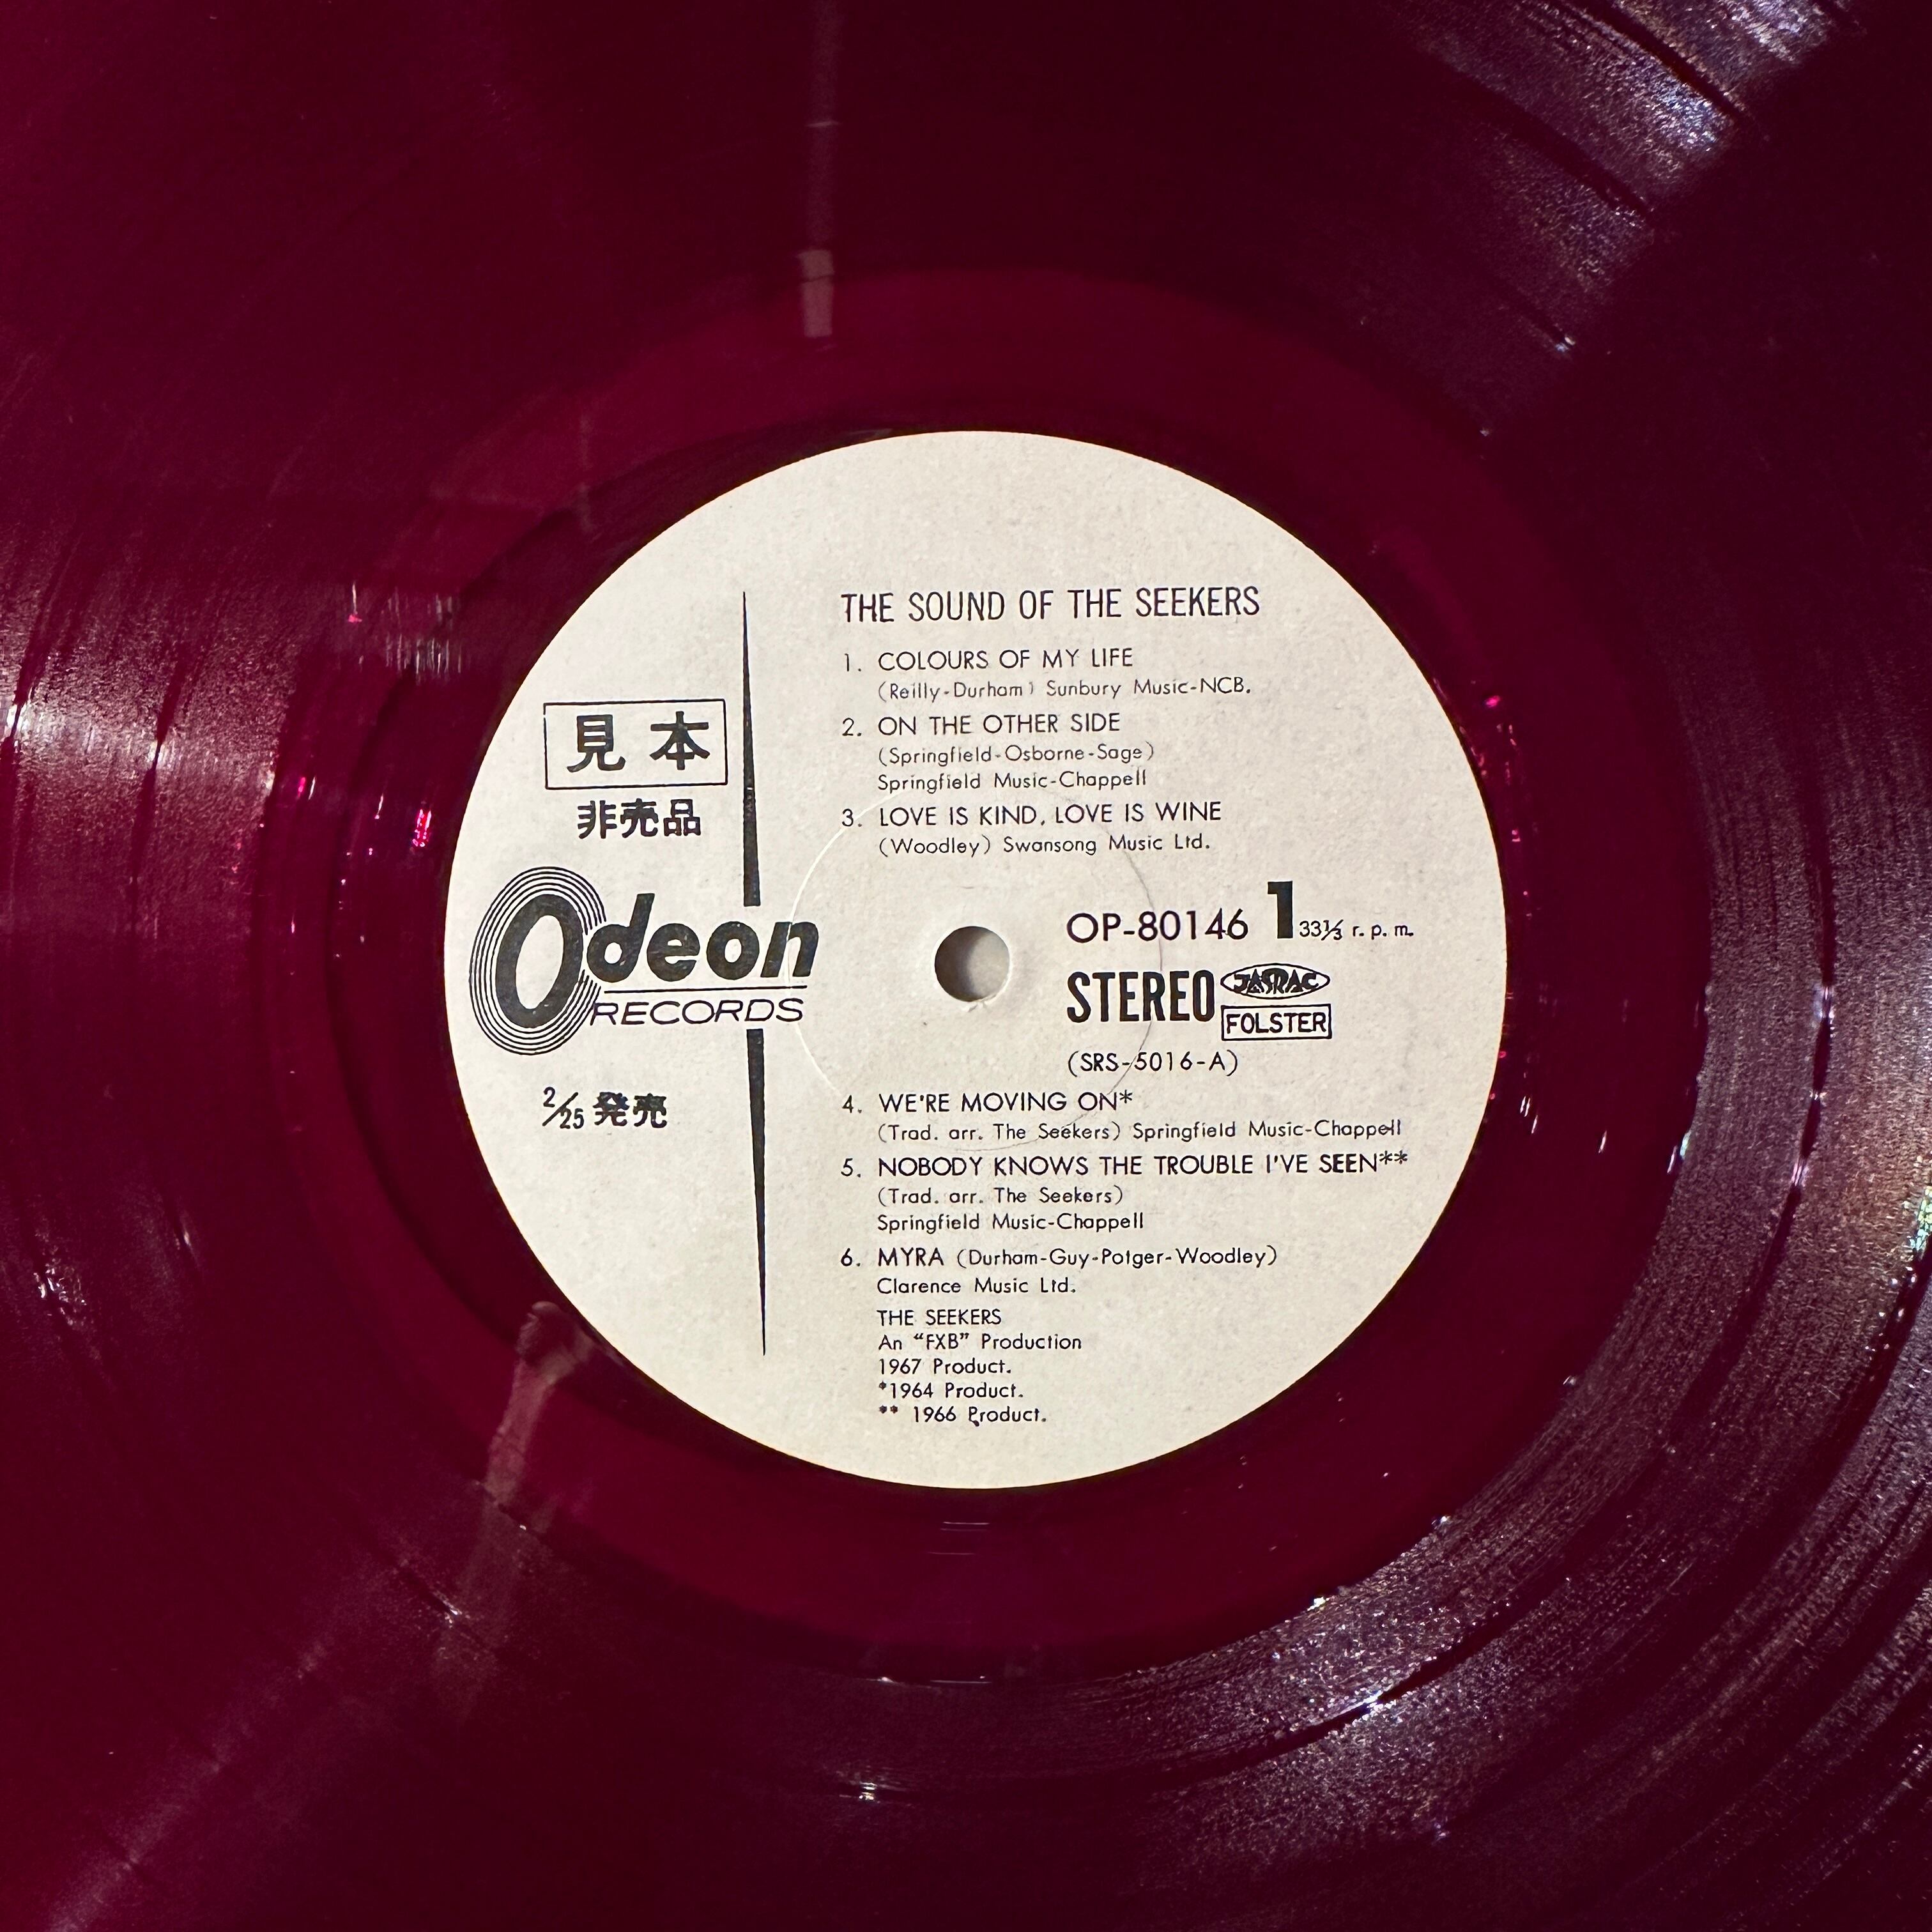 THE SOUND OF THE SEEKERS
1. COLOURS OF MY LIFE
(Reilly-Durham) Sunbury Music-NCB.
2. ON THE OTHER SIDE
(Springfield-Osborne-Sage)
Springfield Music-Chappell
3. LOVE IS KIND, LOVE IS WINE
(Woodley) Swansong Music Ltd.
見本
非売品
Odeon
RECORDS
2/25 発売
OP-80146 1 33⅓ r. p. m.
STEREO JASRAC
FOLSTER
(SRS-5016-A)
4. WE'RE MOVING ON*
(Trad. arr. The Seekers) Springfield Music-Chappell
5. NOBODY KNOWS THE TROUBLE I'VE SEEN**
(Trad. arr. The Seekers)
Springfield Music-Chappell
6. MYRA (Durham-Guy-Potger-Woodley)
Clarence Music Ltd.
THE SEEKERS
An “FXB” Production
1967 Product.
*1964 Product.
** 1966 Product.